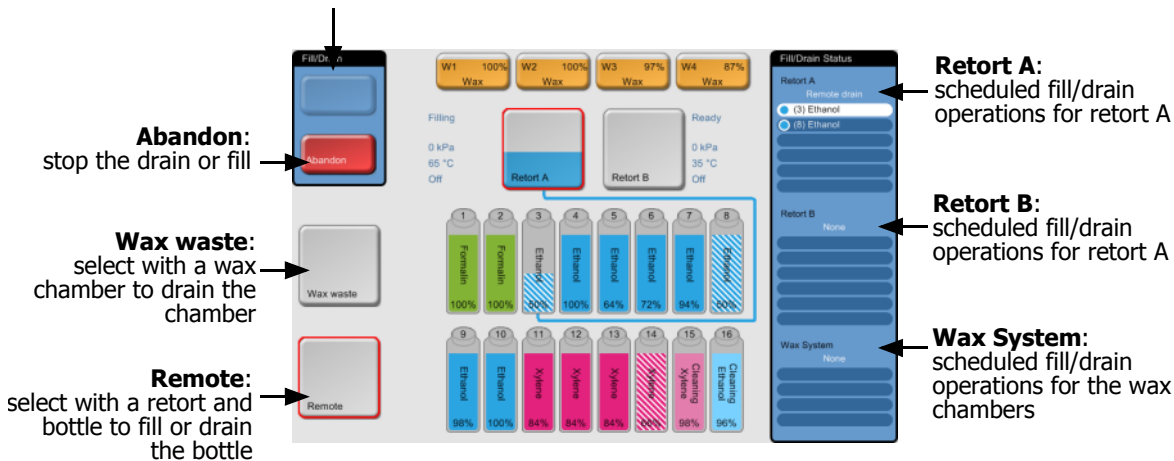 Fill/Drain
Abandon
Abandon:
stop the drain or fill
Wax waste:
select with a wax
chamber to drain the
chamber
Wax waste
Remote:
select with a retort and
bottle to fill or drain
the bottle
Remote
W1 100%
Wax
W2 100%
Wax
W3 97%
Wax
W4 87%
Wax
Filling
0 kPa
65 °C
Off
Retort A
Retort B
Ready
0 kPa
35 °C
Off
1 2 3 4 5 6 7 8
Formalin
Formalin
Ethanol
Ethanol
Ethanol
Ethanol
Ethanol
Ethanol
100% 100% 50% 100% 64% 72% 94% 50%
9 10 11 12 13 14 15 16
Ethanol
Ethanol
Xylene
Xylene
Xylene
Xylene
Cleaning
Xylene
Cleaning
Ethanol
98% 100% 84% 84% 84% 66% 98% 96%
Fill/Drain Status
Retort A
Remote drain
(3) Ethanol
(8) Ethanol
Retort B
None
Wax System
None
Retort A:
scheduled fill/drain
operations for retort A
Retort B:
scheduled fill/drain
operations for retort A
Wax System:
scheduled fill/drain
operations for the wax
chambers